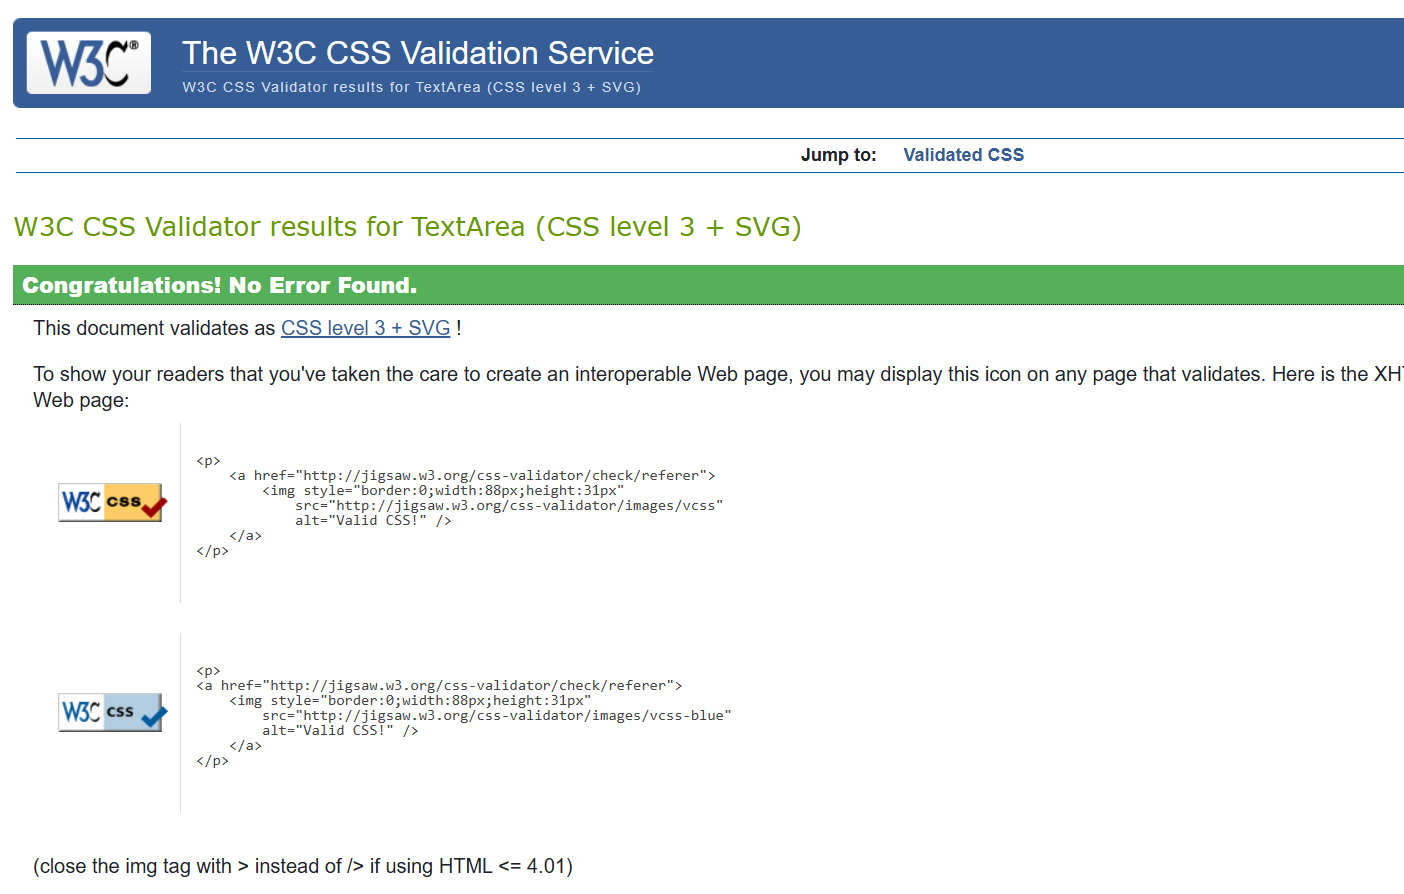 W3C®
The W3C CSS Validation Service
W3C CSS Validator results for TextArea (CSS level 3 + SVG)
Jump to: Validated CSS
W3C CSS Validator results for TextArea (CSS level 3 + SVG)
Congratulations! No Error Found.
This document validates as CSS level 3 + SVG !
To show your readers that you've taken the care to create an interoperable Web page, you may display this icon on any page that validates. Here is the
Web page:
W3C css
<p>
<a href="http://jigsaw.w3.org/css-validator/check/referer">
<img style="border:0;width:88px;height:31px"
src="http://jigsaw.w3.org/css-validator/images/vcss"
alt="Valid CSS!" />
</a>
</p>
W3C css
<p>
<a href="http://jigsaw.w3.org/css-validator/check/referer">
<img style="border:0;width:88px;height:31px"
src="http://jigsaw.w3.org/css-validator/images/vcss-blue"
alt="Valid CSS!" />
</a>
</p>
(close the img tag with > instead of /> if using HTML <= 4.01)